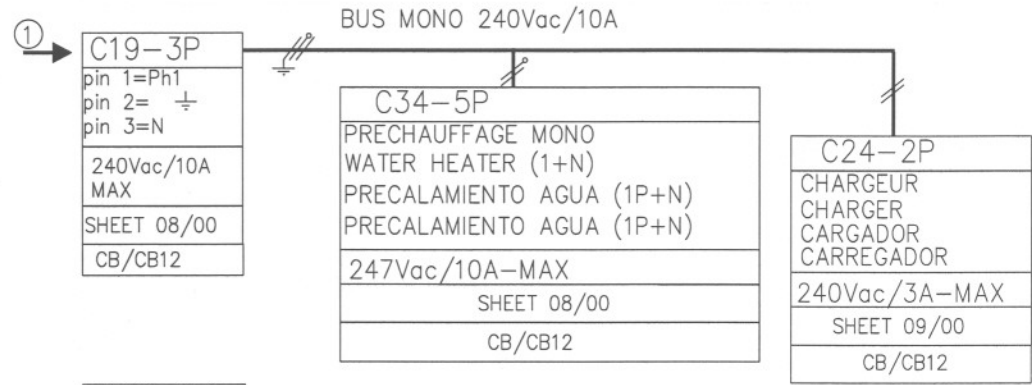 BUS MONO 240Vac/10A
1
C19-3P
pin 1=Ph1
pin 2=
pin 3=N
240Vac/10A
MAX
SHEET 08/00
CB/CB12
C34-5P
PRECHAUFFAGE MONO
WATER HEATER (1+N)
PRECALAMIENTO AGUA (1P+N)
PRECALAMIENTO AGUA (1P+N)
247Vac/10A-MAX
SHEET 08/00
CB/CB12
C24-2P
CHARGEUR
CHARGER
CARGADOR
CARREGADOR
240Vac/3A-MAX
SHEET 09/00
CB/CB12